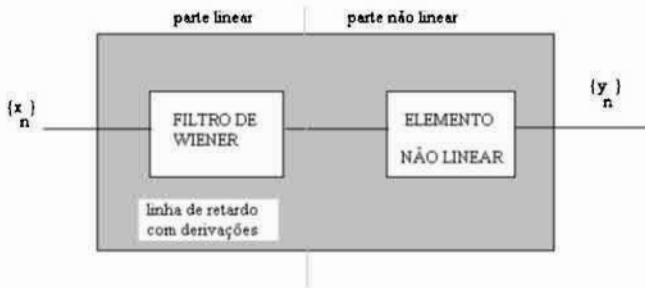 parte linear
parte não linear
{x }
n
{y }
n
FILTRO DE
WIENER
ELEMENTO
NÃO LINEAR
linha de retardo
com derivações